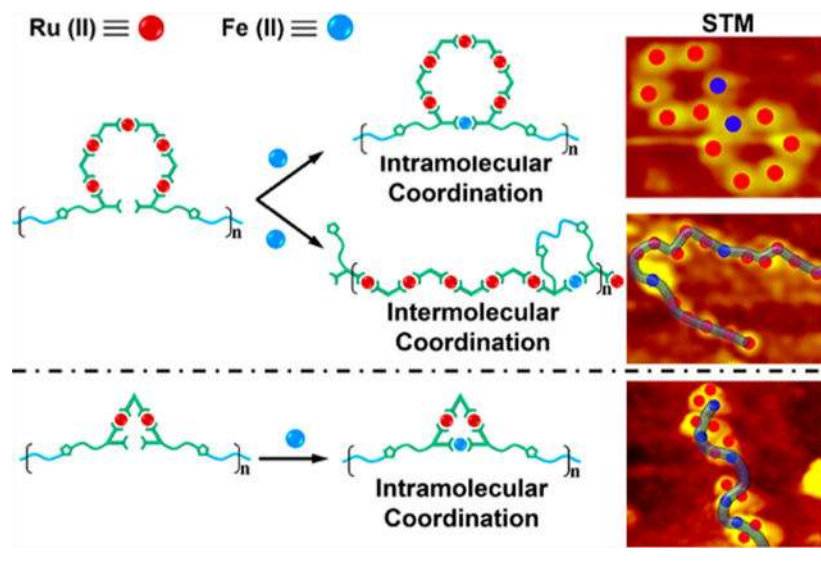 Ru (II) ≡ Fe (II) ≡ STM
n
Intramolecular
Coordination
n
n
Intermolecular
Coordination
n
n
Intramolecular
Coordination